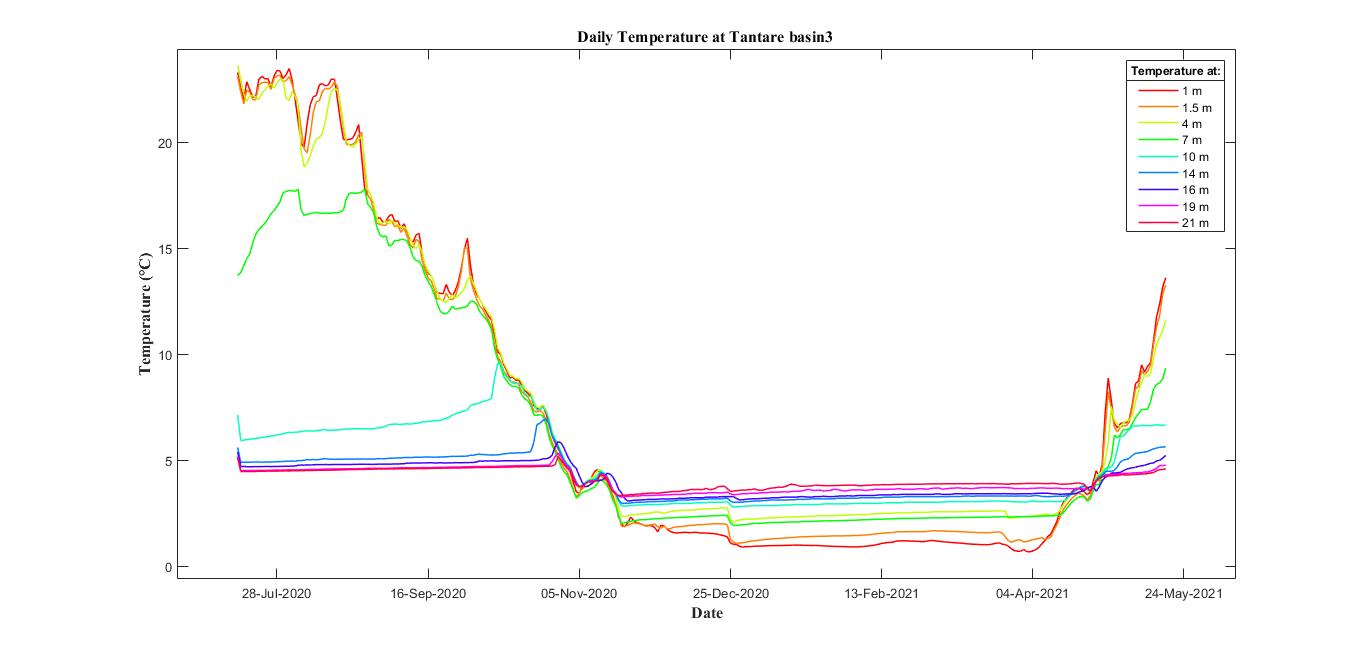 Daily Temperature at Tantare basin3
Temperature at:
1 m
1.5 m
4 m
7 m
10 m
14 m
16 m
19 m
21 m
Temperature (°C)
20
15
10
5
0
28-Jul-2020 16-Sep-2020 05-Nov-2020 25-Dec-2020 13-Feb-2021 04-Apr-2021 24-May-2021
Date